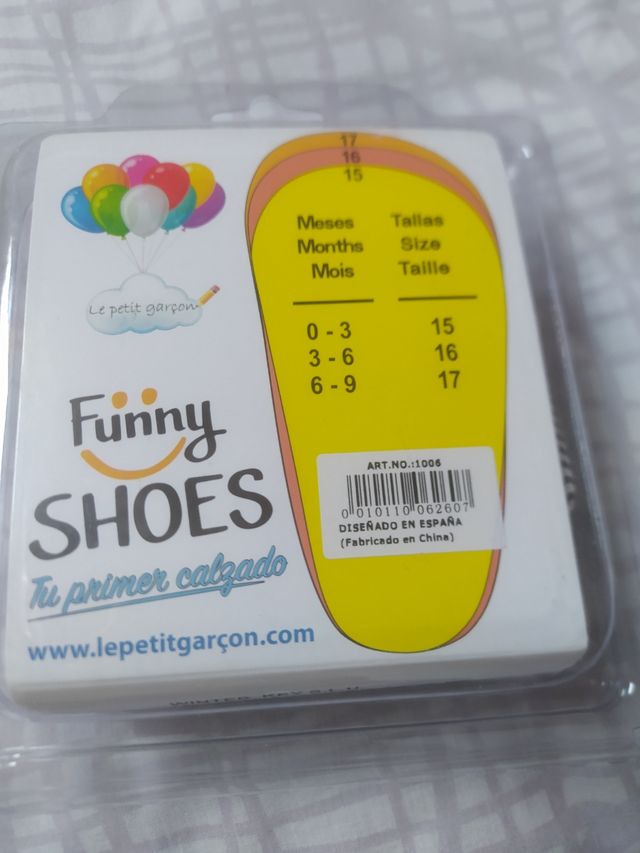 17
16
15
Meses Tallas
Months Size
Mois Taille
0 - 3 15
3 - 6 16
6 - 9 17
Le petit garçon
Funny
SHOES
Tu primer calzado
www.lepetitgarçon.com
ART.NO.:1006
0 010110 062607
DISEÑADO EN ESPAÑA
(Fabricado en China)
WINTER